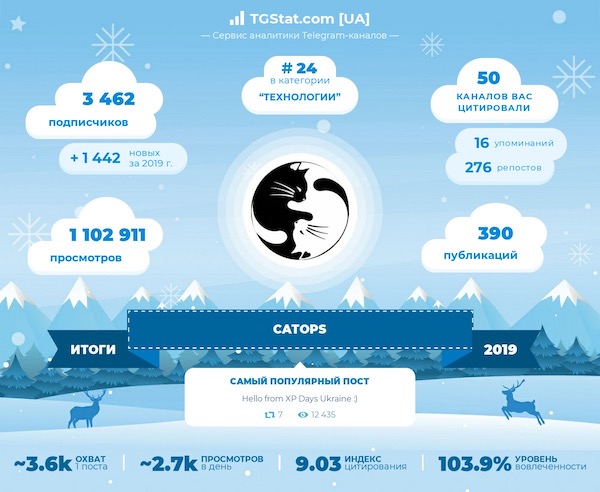 TGStat.com [UA]
— Сервис аналитики Telegram-каналов —
3 462
подписчиков
+ 1 442 новых
за 2019 г.
# 24
в категории
“ТЕХНОЛОГИИ”
50
КАНАЛОВ ВАС
ЦИТИРОВАЛИ
16 упоминаний
276 репостов
1 102 911
просмотров
390
публикаций
CATOPS
ИТОГИ
2019
САМЫЙ ПОПУЛЯРНЫЙ ПОСТ
Hello from XP Days Ukraine :)
7 12 435
~3.6k ОХВАТ
1 поста
~2.7k ПРОСМОТРОВ
в день
9.03 ИНДЕКС
цитирования
103.9% УРОВЕНЬ
вовлеченности